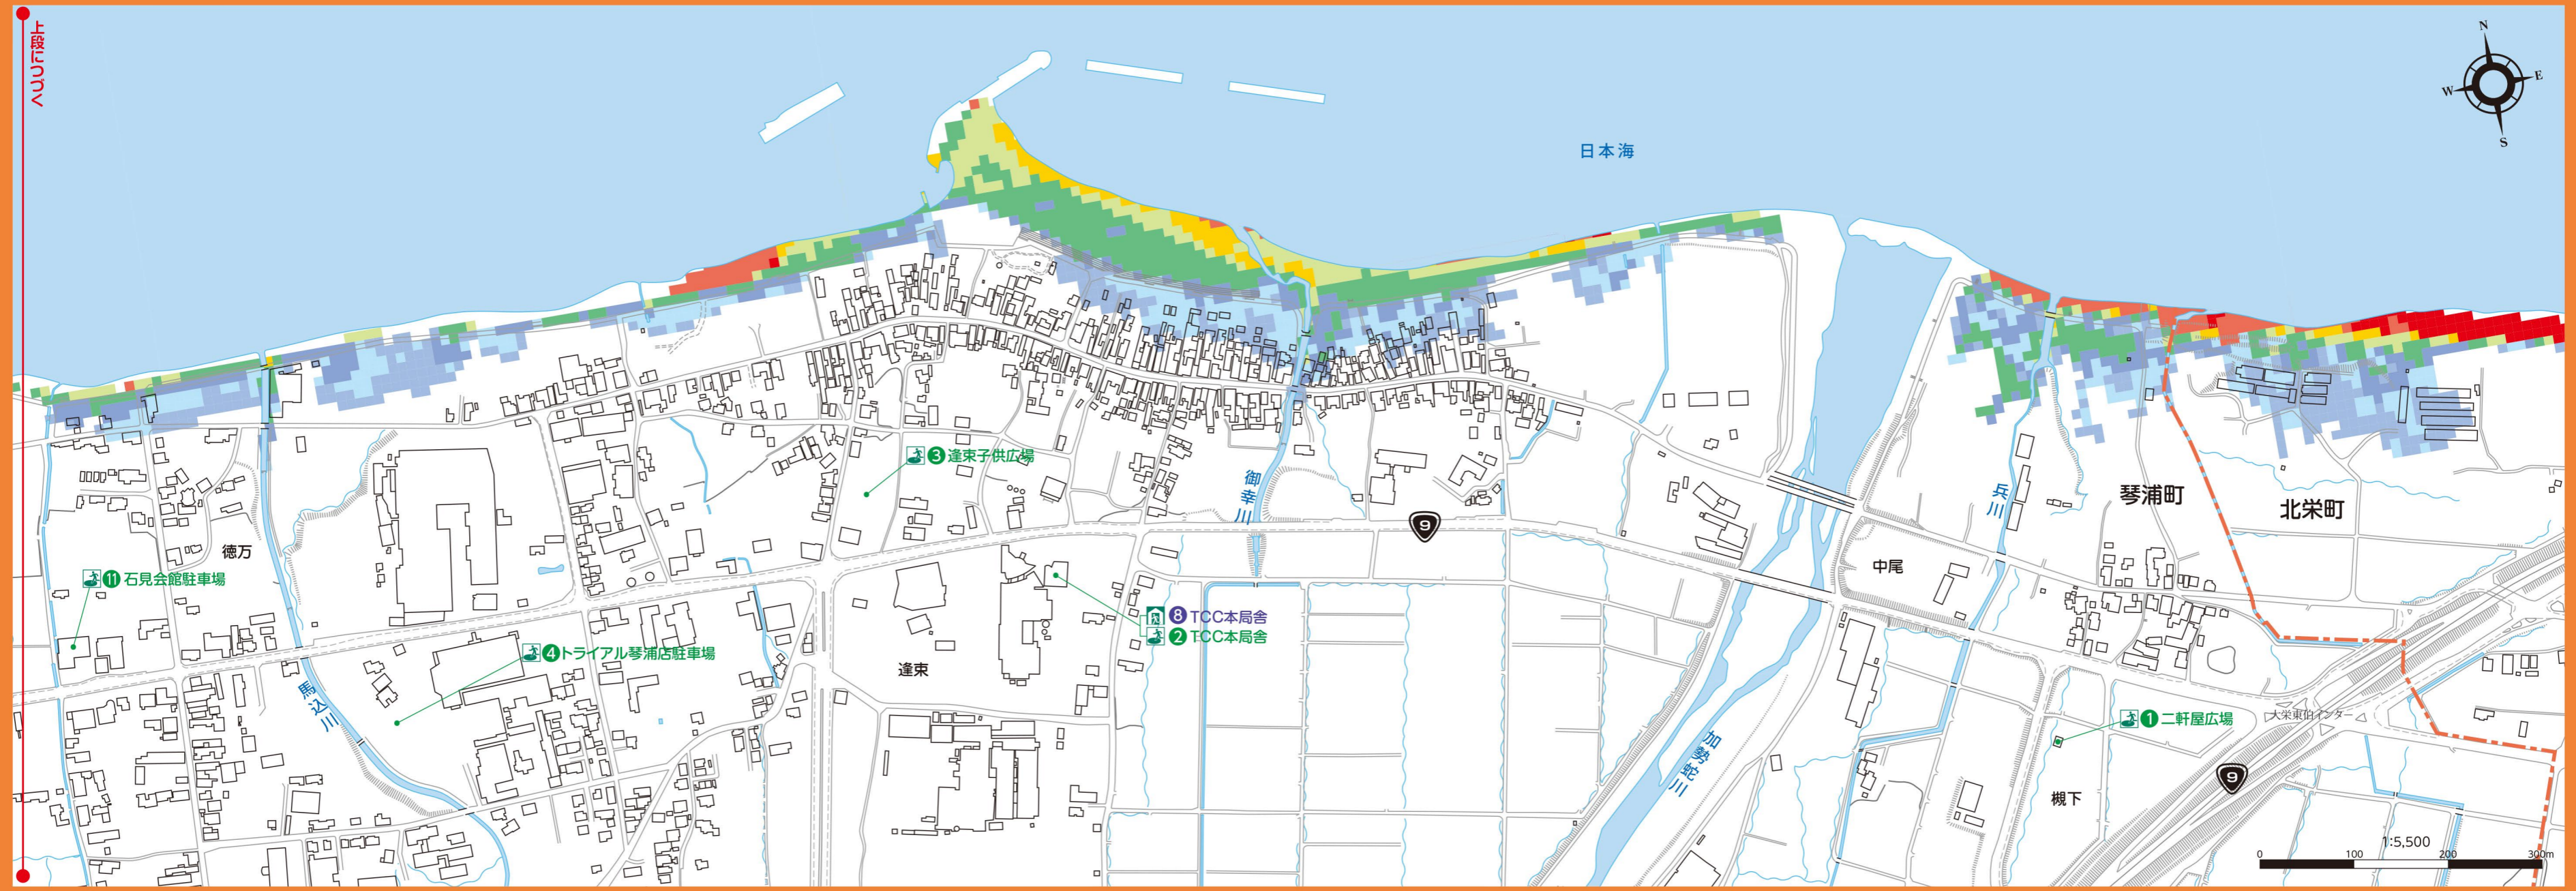 上段につづく
N
E
W
S
日本海
3 逢束子供広場
御幸川
9
兵川
琴浦町
北栄町
徳万
11 石見会館駐車場
中尾
8 TCC本局舎
2 TCC本局舎
4 トライアル琴浦店駐車場
逢束
馬込川
加勢蛇川
1 二軒屋広場
大栄東伯インター
9
槻下
1:5,500
0 100 200 300m